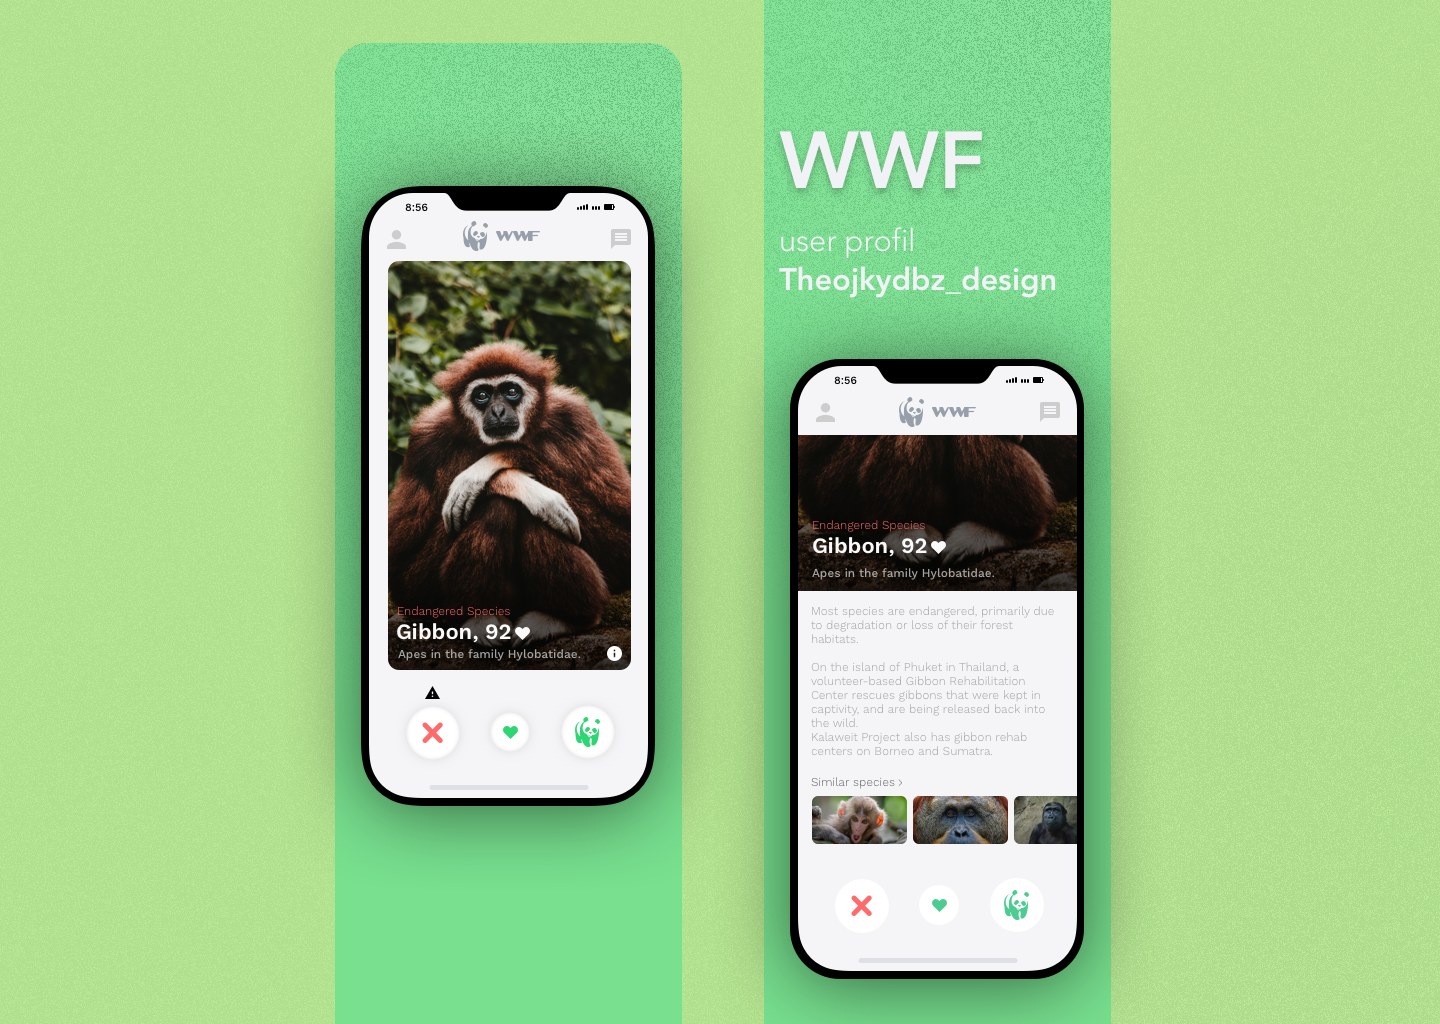 8:56
WWF
Endangered Species
Gibbon, 92
Apes in the family Hylobatidae.
WWF
user profil
Theojkydbz_design
8:56
WWF
Endangered Species
Gibbon, 92
Apes in the family Hylobatidae.
Most species are endangered, primarily due
to degradation or loss of their forest
habitats.
On the island of Phuket in Thailand, a
volunteer-based Gibbon Rehabilitation
Center rescues gibbons that were kept in
captivity, and are being released back into
the wild.
Kalaweit Project also has gibbon rehab
centers on Borneo and Sumatra.
Similar species ›